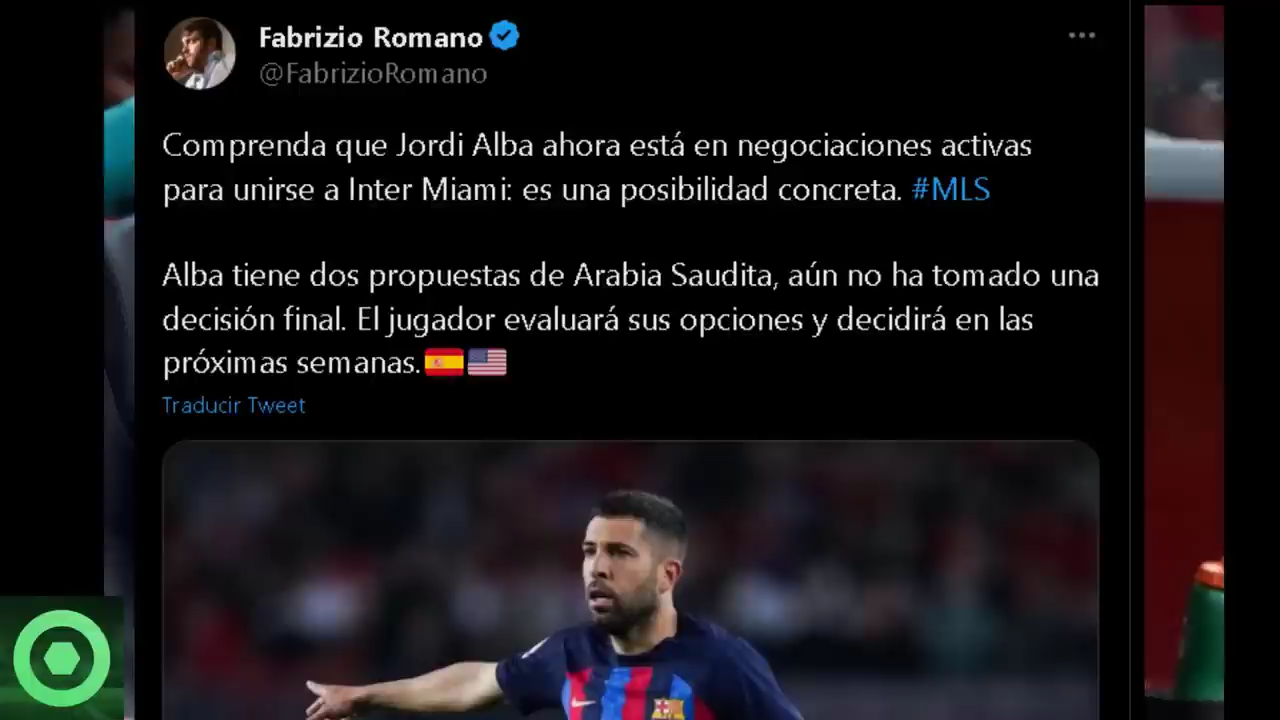 Fabrizio Romano
@FabrizioRomano
Comprenda que Jordi Alba ahora está en negociaciones activas
para unirse a Inter Miami: es una posibilidad concreta. #MLS
Alba tiene dos propuestas de Arabia Saudita, aún no ha tomado una
decisión final. El jugador evaluará sus opciones y decidirá en las
próximas semanas.🇪🇸🇺🇸
Traducir Tweet